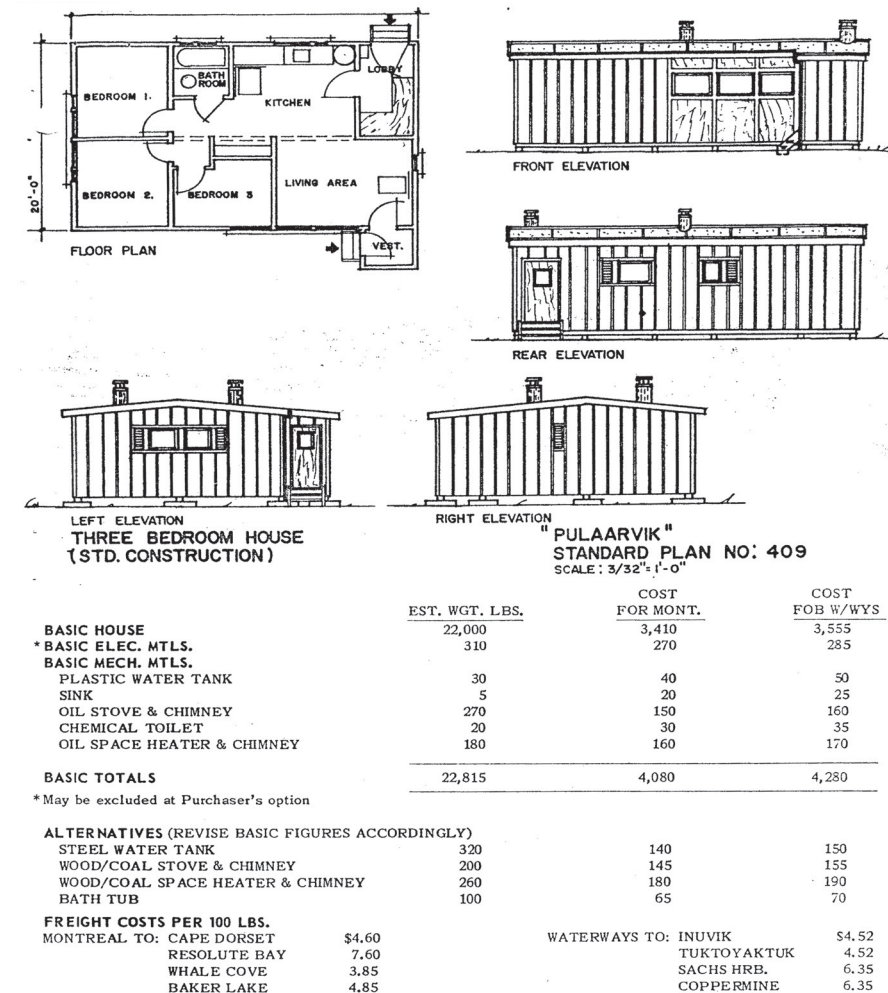 BEDROOM 1.
BATH
ROOM
KITCHEN
LOBBY
BEDROOM 2.
BEDROOM 3
LIVING AREA
VEST.
20'-0"
FLOOR PLAN
FRONT ELEVATION
REAR ELEVATION
LEFT ELEVATION
RIGHT ELEVATION
THREE BEDROOM HOUSE
(STD. CONSTRUCTION)
"PULAARVIK"
STANDARD PLAN NO: 409
SCALE: 3/32"= 1'-0"
EST. WGT. LBS. COST FOR MONT. COST FOB W/WYS
BASIC HOUSE 22,000 3,410 3,555
*BASIC ELEC. MTLS. 310 270 285
BASIC MECH. MTLS.
PLASTIC WATER TANK 30 40 50
SINK 5 20 25
OIL STOVE & CHIMNEY 270 150 160
CHEMICAL TOILET 20 30 35
OIL SPACE HEATER & CHIMNEY 180 160 170
BASIC TOTALS 22,815 4,080 4,280
*May be excluded at Purchaser's option
ALTERNATIVES (REVISE BASIC FIGURES ACCORDINGLY)
STEEL WATER TANK 320 140 150
WOOD/COAL STOVE & CHIMNEY 200 145 155
WOOD/COAL SPACE HEATER & CHIMNEY 260 180 190
BATH TUB 100 65 70
FREIGHT COSTS PER 100 LBS.
MONTREAL TO: CAPE DORSET $4.60 WATERWAYS TO: INUVIK $4.52
RESOLUTE BAY 7.60 TUKTOYAKTUK 4.52
WHALE COVE 3.85 SACHS HRB. 6.35
BAKER LAKE 4.85 COPPERMINE 6.35